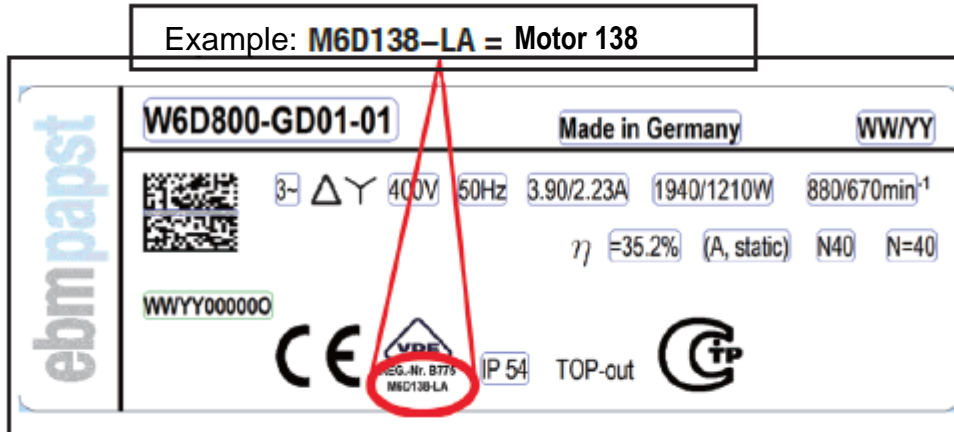 Example: M6D138-LA = Motor 138
ebmpapst
W6D800-GD01-01 Made in Germany WW/YY
3~ Δ Y 400V 50Hz 3.90/2.23A 1940/1210W 880/670min⁻¹
η =35.2% (A, static) N40 N=40
WWYY00000O
CE VDE IP 54 TOP-out
REG.-Nr. B775
M6D138-LA